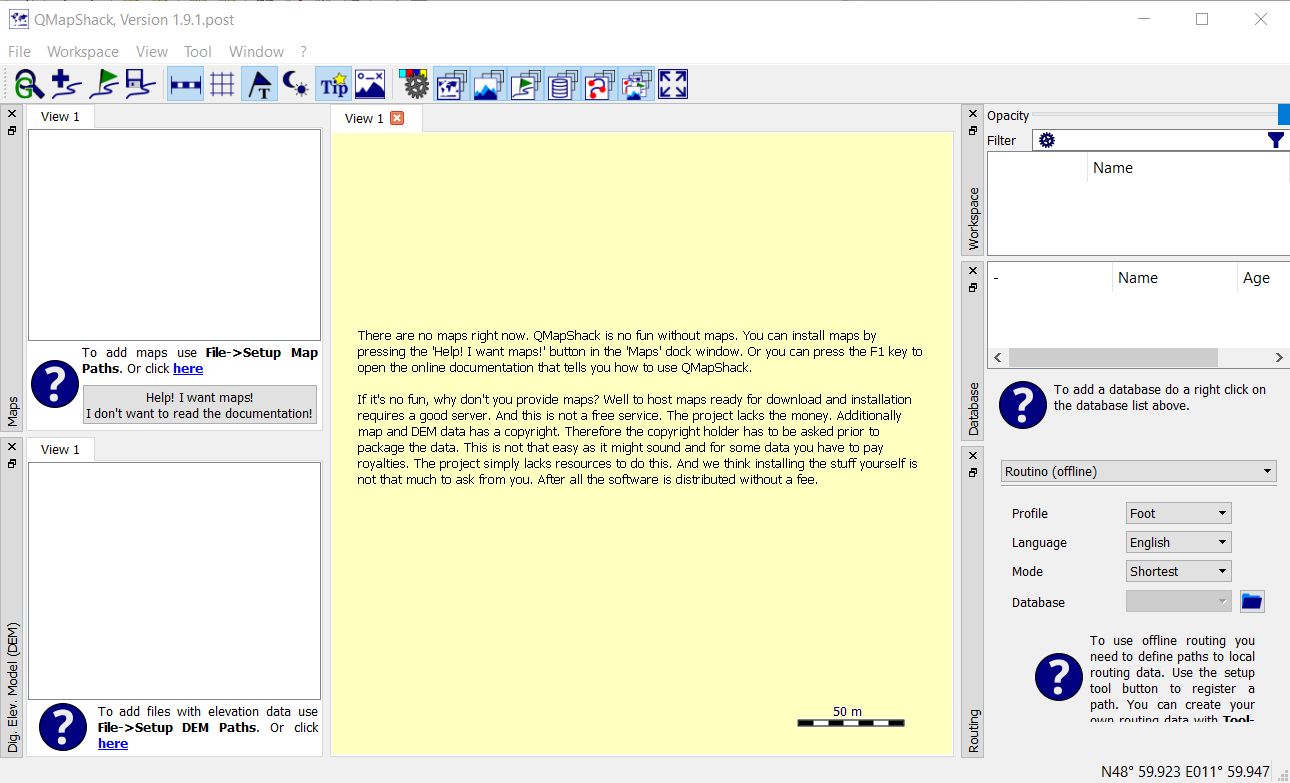 QMapShack, Version 1.9.1.post
File Workspace View Tool Window ?
Tip
View 1
To add maps use File->Setup Map
Paths. Or click here
Help! I want maps!
I don't want to read the documentation!
Maps
View 1
To add files with elevation data use
File->Setup DEM Paths. Or click
here
Dig. Elev. Model (DEM)
View 1
There are no maps right now. QMapShack is no fun without maps. You can install maps by
pressing the 'Help! I want maps!' button in the 'Maps' dock window. Or you can press the F1 key to
open the online documentation that tells you how to use QMapShack.
If it's no fun, why don't you provide maps? Well to host maps ready for download and installation
requires a good server. And this is not a free service. The project lacks the money. Additionally
map and DEM data has a copyright. Therefore the copyright holder has to be asked prior to
package the data. This is not that easy as it might sound and for some data you have to pay
royalties. The project simply lacks resources to do this. And we think installing the stuff yourself is
not that much to ask from you. After all the software is distributed without a fee.
50 m
Opacity
Filter
Name
Workspace
- Name Age
To add a database do a right click on
the database list above.
Database
Routino (offline)
Profile Foot
Language English
Mode Shortest
Database
To use offline routing you
need to define paths to local
routing data. Use the setup
tool button to register a
path. You can create your
own routing data with Tool-
Routing
N48° 59.923 E011° 59.947